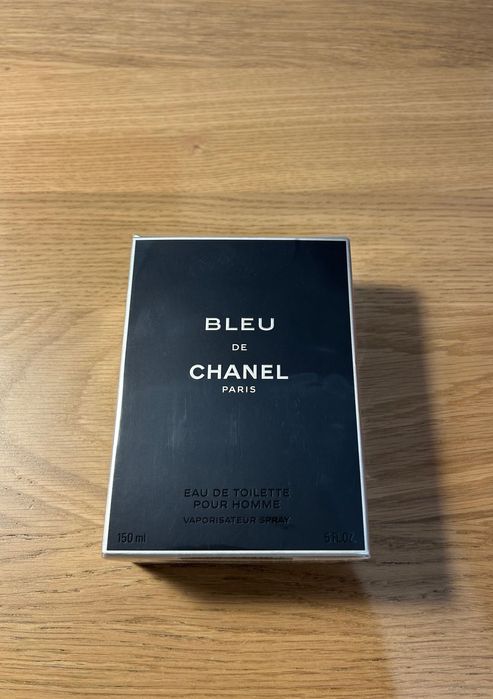 BLEU
DE
CHANEL
PARIS
EAU DE TOILETTE
POUR HOMME
VAPORISATEUR SPRAY
150 ml 5 FL.OZ.